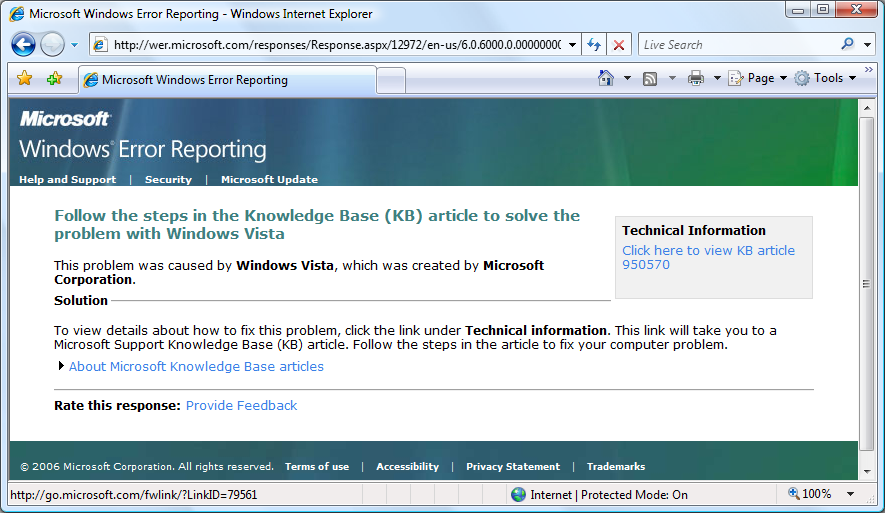 Microsoft Windows Error Reporting - Windows Internet Explorer
http://wer.microsoft.com/responses/Response.aspx/12972/en-us/6.0.6000.0.00000000
Live Search
Microsoft Windows Error Reporting
Page
Tools
»
Microsoft
Windows® Error Reporting
Help and Support | Security | Microsoft Update
Follow the steps in the Knowledge Base (KB) article to solve the
problem with Windows Vista
This problem was caused by Windows Vista, which was created by Microsoft
Corporation.
Technical Information
Click here to view KB article
950570
Solution
To view details about how to fix this problem, click the link under Technical information. This link will take you to a
Microsoft Support Knowledge Base (KB) article. Follow the steps in the article to fix your computer problem.
About Microsoft Knowledge Base articles
Rate this response: Provide Feedback
© 2006 Microsoft Corporation. All rights reserved. Terms of use | Accessibility | Privacy Statement | Trademarks
http://go.microsoft.com/fwlink/?LinkID=79561
Internet | Protected Mode: On
100%